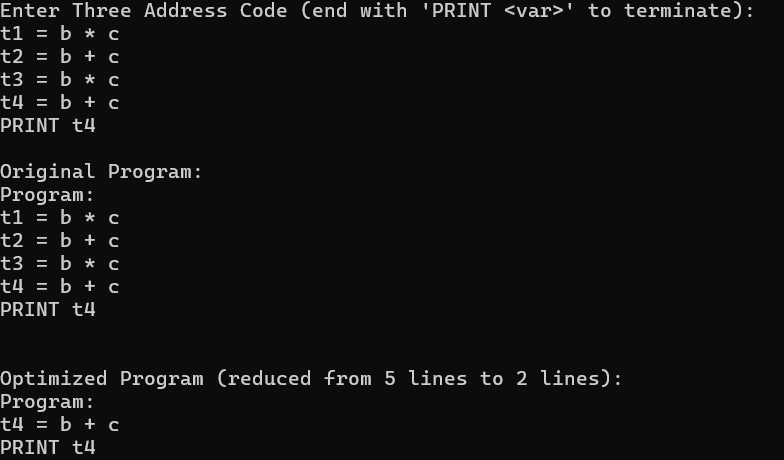 Enter Three Address Code (end with 'PRINT <var>' to terminate):
t1 = b * c
t2 = b + c
t3 = b * c
t4 = b + c
PRINT t4
Original Program:
Program:
t1 = b * c
t2 = b + c
t3 = b * c
t4 = b + c
PRINT t4
Optimized Program (reduced from 5 lines to 2 lines):
Program:
t4 = b + c
PRINT t4